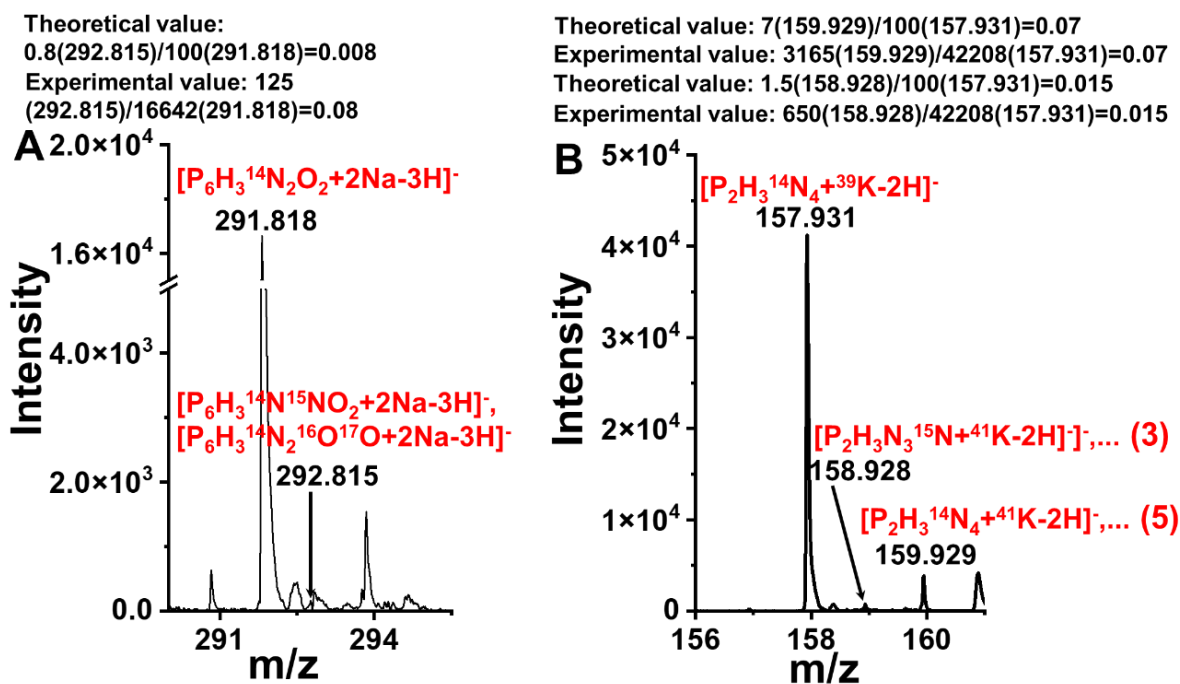 Theoretical value:
0.8(292.815)/100(291.818)=0.008
Experimental value: 125
(292.815)/16642(291.818)=0.08
Theoretical value: 7(159.929)/100(157.931)=0.07
Experimental value: 3165(159.929)/42208(157.931)=0.07
Theoretical value: 1.5(158.928)/100(157.931)=0.015
Experimental value: 650(158.928)/42208(157.931)=0.015
A
2.0×10⁴
1.6×10⁴
4.0×10³
2.0×10³
0.0
Intensity
[P₆H₃¹⁴N₂O₂+2Na-3H]⁻
291.818
[P₆H₃¹⁴N¹⁵NO₂+2Na-3H]⁻,
[P₆H₃¹⁴N₂¹⁶O¹⁷O+2Na-3H]⁻
292.815
291
294
m/z
B
5×10⁴
4×10⁴
3×10⁴
2×10⁴
1×10⁴
0
Intensity
[P₂H₃¹⁴N₄+³⁹K-2H]⁻
157.931
[P₂H₃N₃¹⁵N+⁴¹K-2H]⁻]⁻,... (3)
158.928
[P₂H₃¹⁴N₄+⁴¹K-2H]⁻,... (5)
159.929
156
158
160
m/z